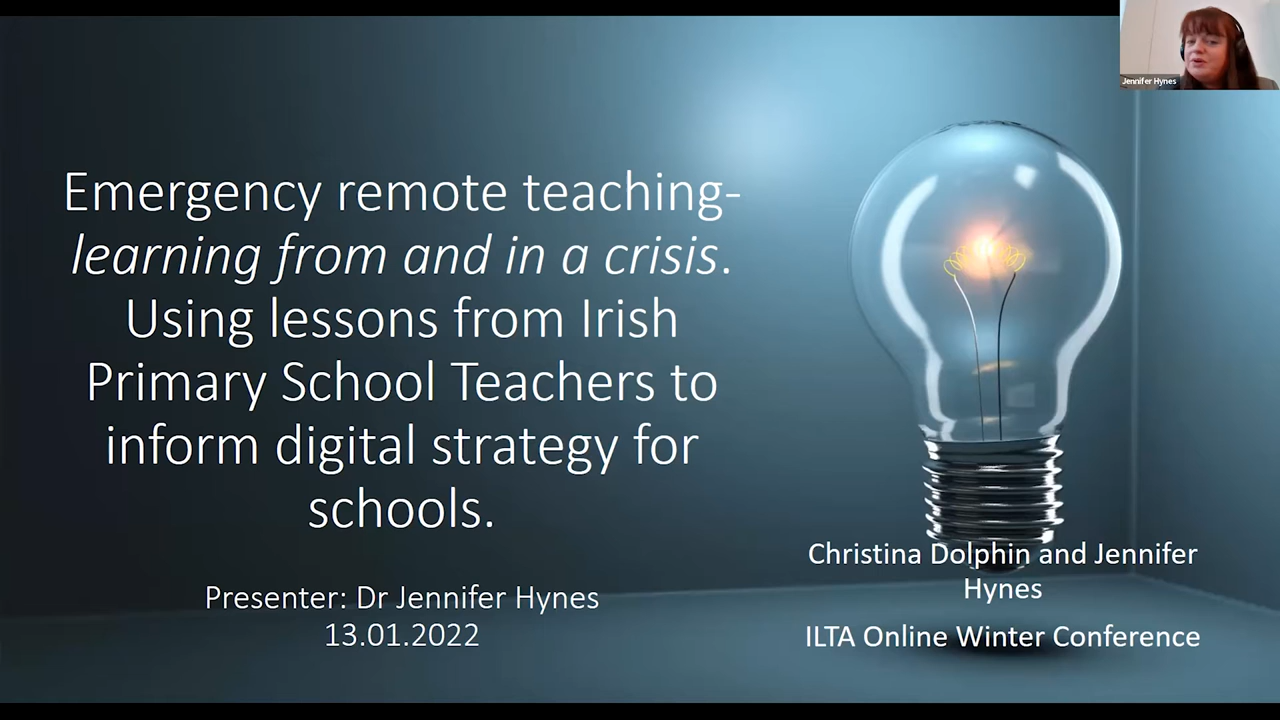 Jennifer Hynes
Emergency remote teaching-
learning from and in a crisis.
Using lessons from Irish
Primary School Teachers to
inform digital strategy for
schools.
Presenter: Dr Jennifer Hynes
13.01.2022
Christina Dolphin and Jennifer
Hynes
ILTA Online Winter Conference